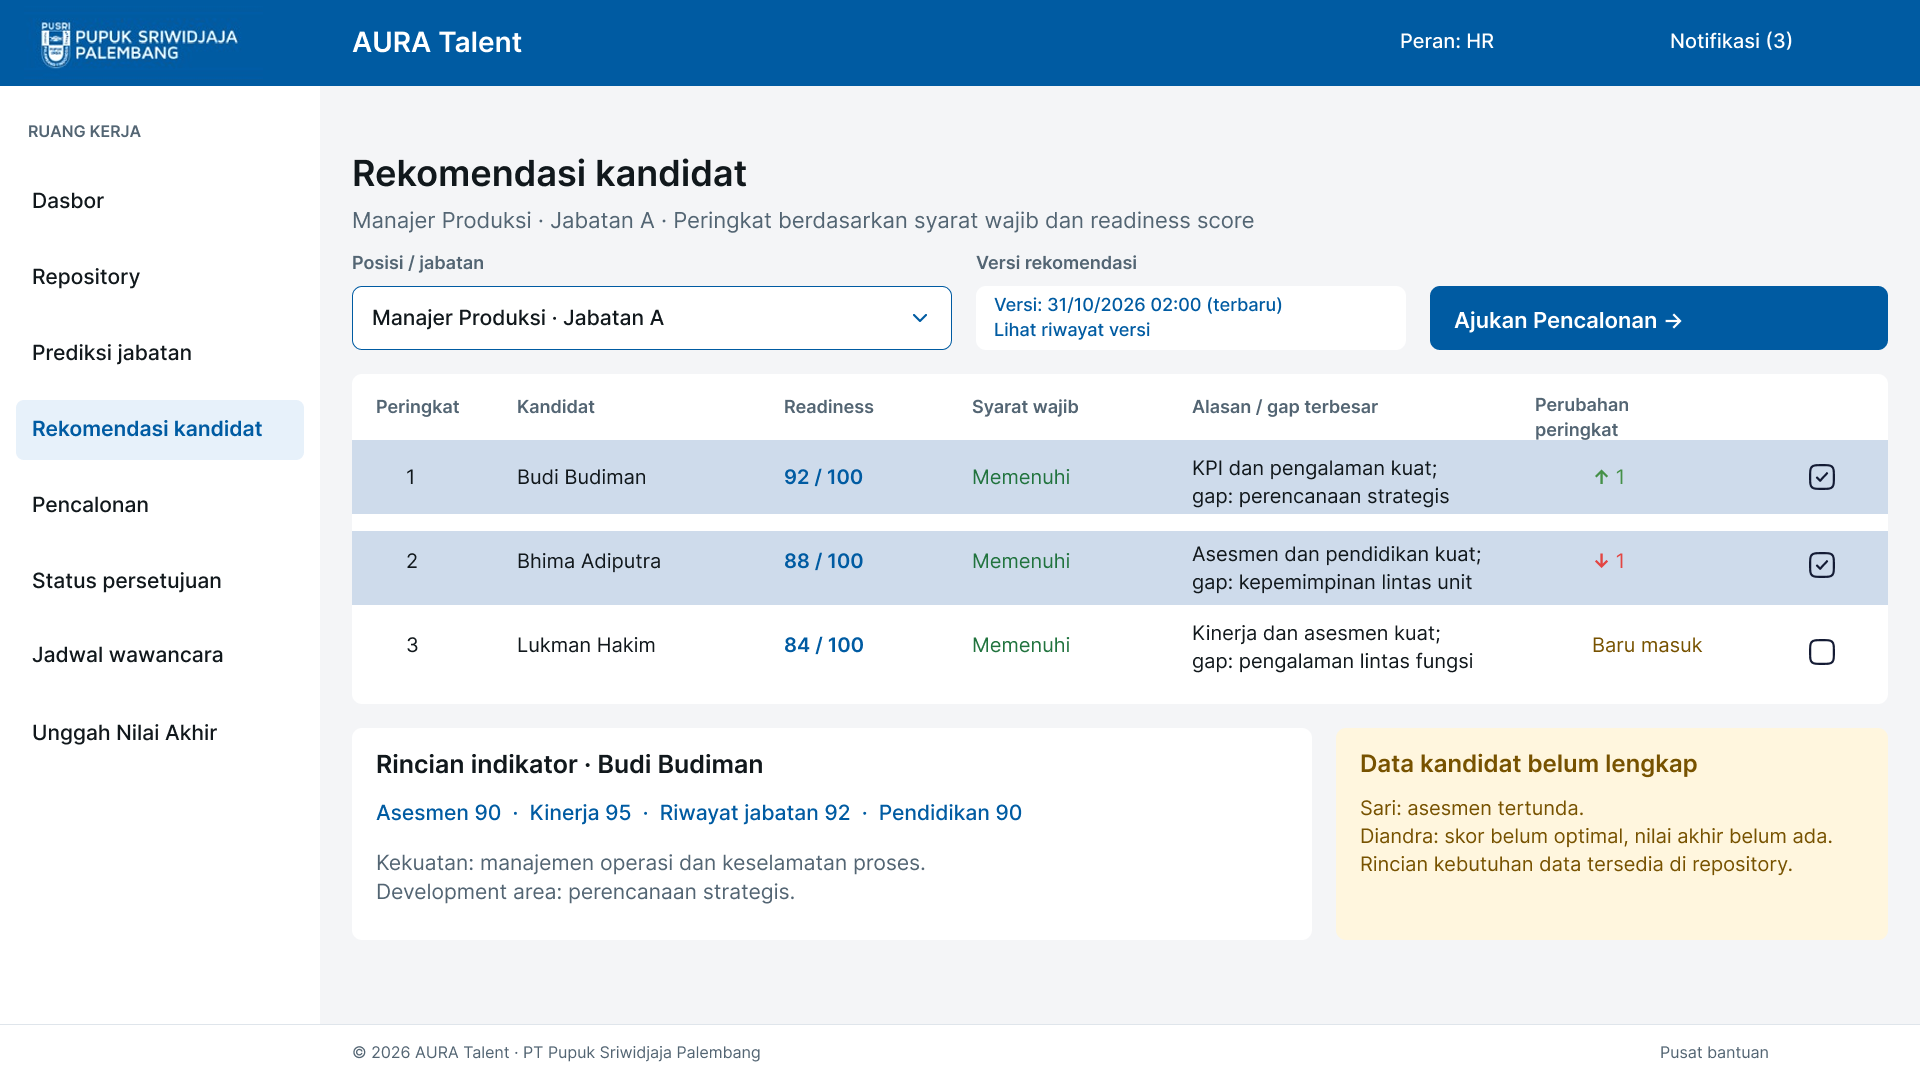 PUSRI
PUPUK SRIWIDJAJA
PALEMBANG
AURA Talent
Peran: HR
Notifikasi (3)
RUANG KERJA
Dasbor
Repository
Prediksi jabatan
Rekomendasi kandidat
Pencalonan
Status persetujuan
Jadwal wawancara
Unggah Nilai Akhir
Rekomendasi kandidat
Manajer Produksi · Jabatan A · Peringkat berdasarkan syarat wajib dan readiness score
Posisi / jabatan
Manajer Produksi · Jabatan A
Versi rekomendasi
Versi: 31/10/2026 02:00 (terbaru)
Lihat riwayat versi
Ajukan Pencalonan →
Peringkat Kandidat Readiness Syarat wajib Alasan / gap terbesar Perubahan
peringkat
1 Budi Budiman 92 / 100 Memenuhi KPI dan pengalaman kuat; ↑ 1
gap: perencanaan strategis
2 Bhima Adiputra 88 / 100 Memenuhi Asesmen dan pendidikan kuat; ↓ 1
gap: kepemimpinan lintas unit
3 Lukman Hakim 84 / 100 Memenuhi Kinerja dan asesmen kuat; Baru masuk
gap: pengalaman lintas fungsi
Rincian indikator · Budi Budiman
Asesmen 90 · Kinerja 95 · Riwayat jabatan 92 · Pendidikan 90
Kekuatan: manajemen operasi dan keselamatan proses.
Development area: perencanaan strategis.
Data kandidat belum lengkap
Sari: asesmen tertunda.
Diandra: skor belum optimal, nilai akhir belum ada.
Rincian kebutuhan data tersedia di repository.
© 2026 AURA Talent · PT Pupuk Sriwidjaja Palembang
Pusat bantuan